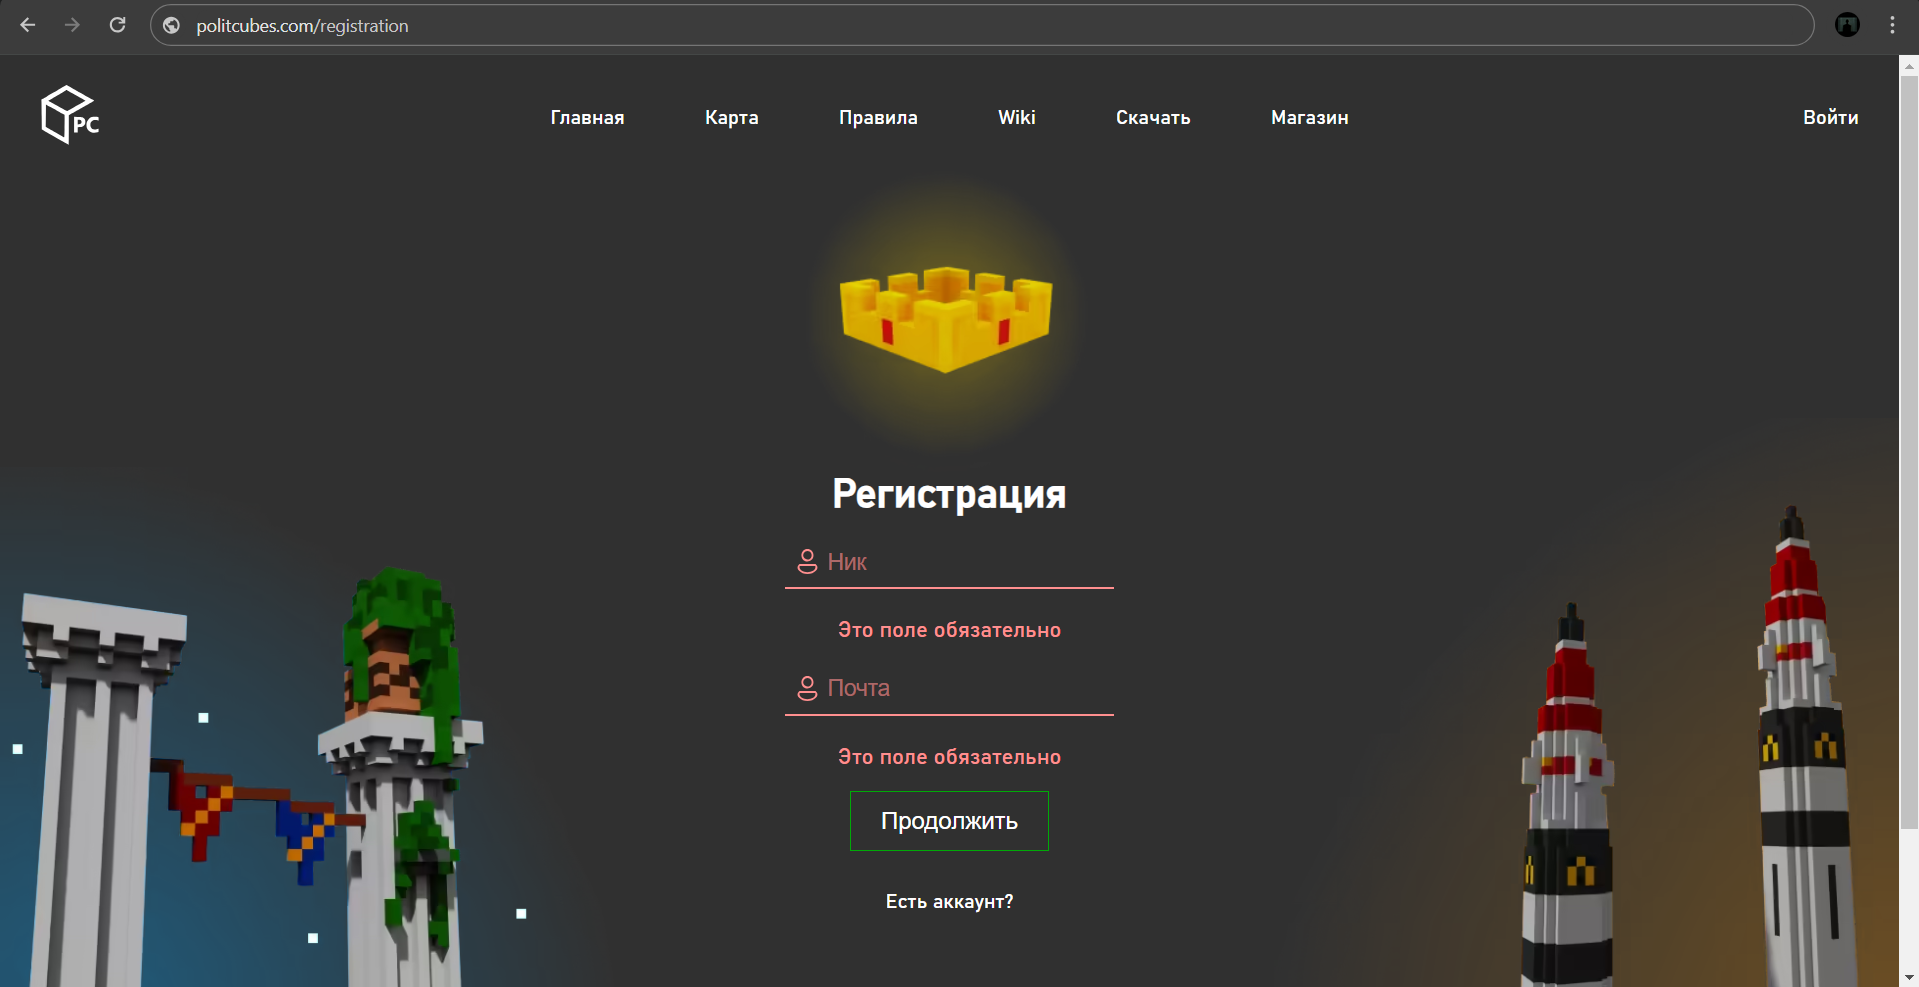 politcubes.com/registration
PC
Главная
Карта
Правила
Wiki
Скачать
Магазин
Войти
Регистрация
Ник
Это поле обязательно
Почта
Это поле обязательно
Продолжить
Есть аккаунт?